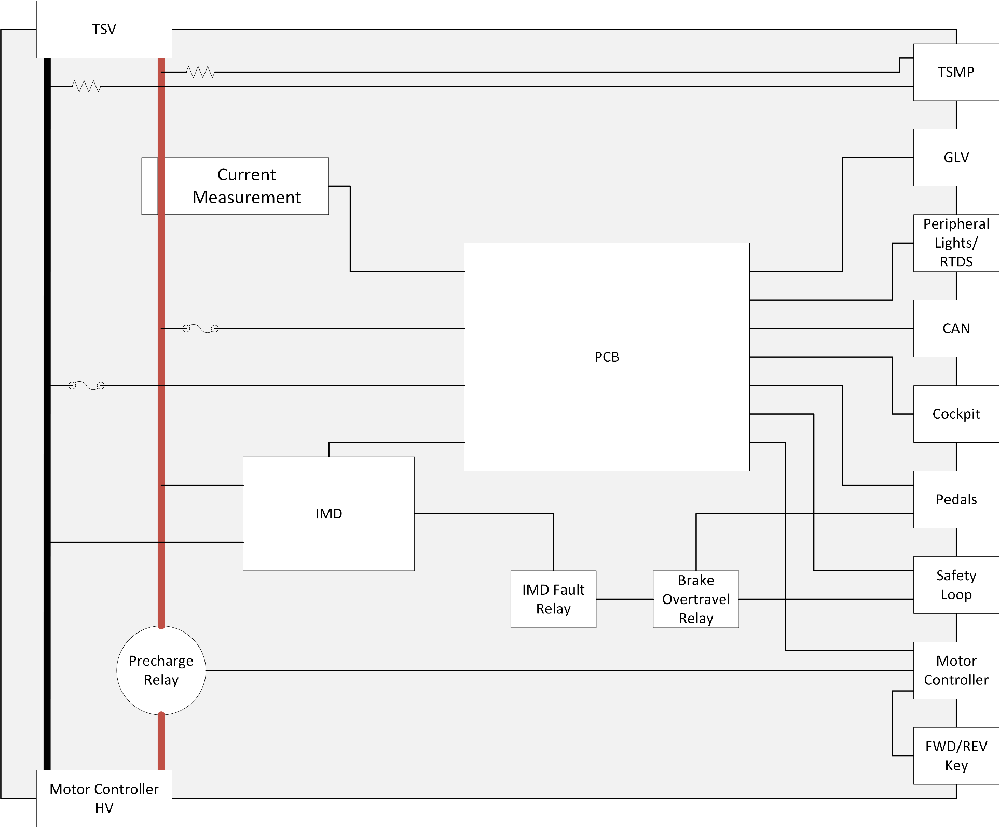 TSV
TSMP
GLV
Current
Measurement
Peripheral
Lights/
RTDS
CAN
PCB
Cockpit
Pedals
IMD
Safety
Loop
IMD Fault
Relay
Brake
Overtravel
Relay
Precharge
Relay
Motor
Controller
FWD/REV
Key
Motor Controller
HV